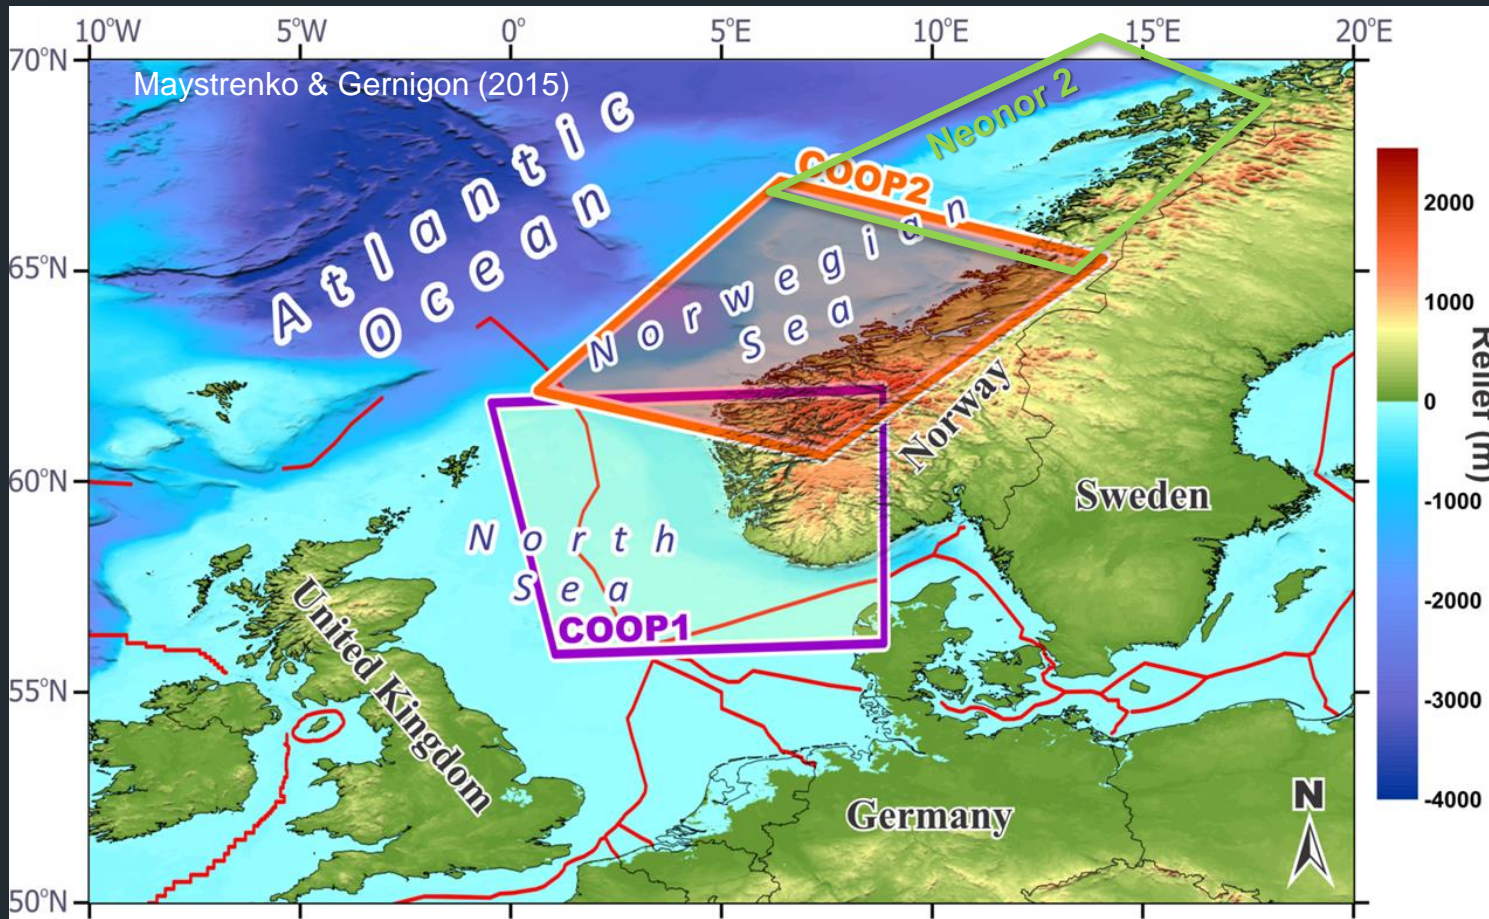 10°W 5°W 0° 5°E 10°E 15°E 20°E
70°N
Maystrenko & Gernigon (2015)
Neonor 2
Atlantic
Ocean
COOP2
Norwegian
Sea
65°N
2000
1000
0
-1000
-2000
-3000
-4000
Relief (m)
Norway
60°N
Sweden
North
Sea
COOP1
United Kingdom
55°N
Germany
N
50°N